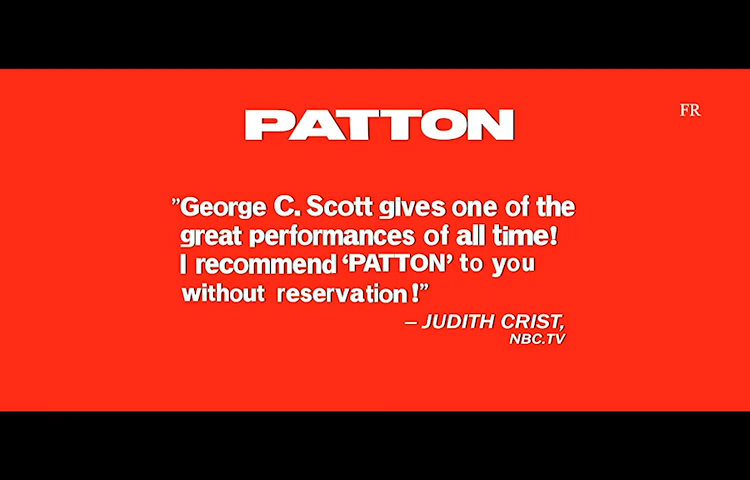 PATTON
FR
”George C. Scott gives one of the
great performances of all time!
I recommend ‘PATTON’ to you
without reservation!”
– JUDITH CRIST,
NBC.TV